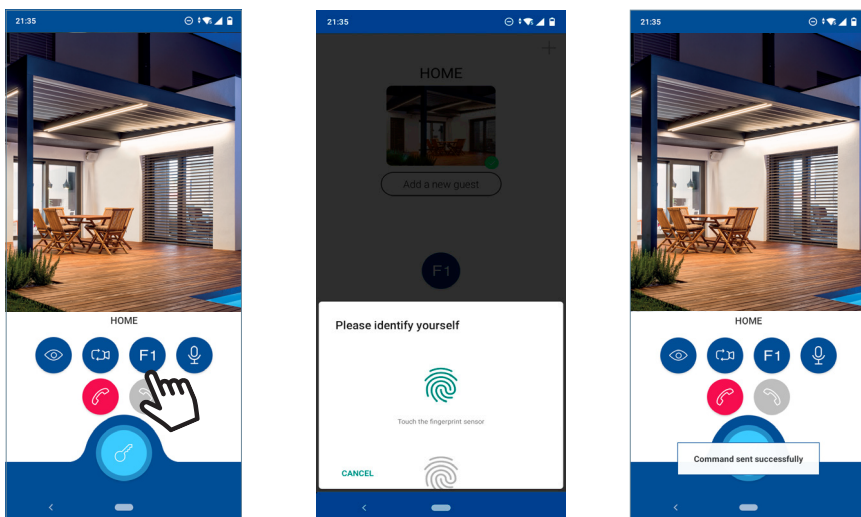 21:35
HOME
F1
21:35
HOME
Add a new guest
F1
Please identify yourself
Touch the fingerprint sensor
CANCEL
21:35
HOME
F1
Command sent successfully